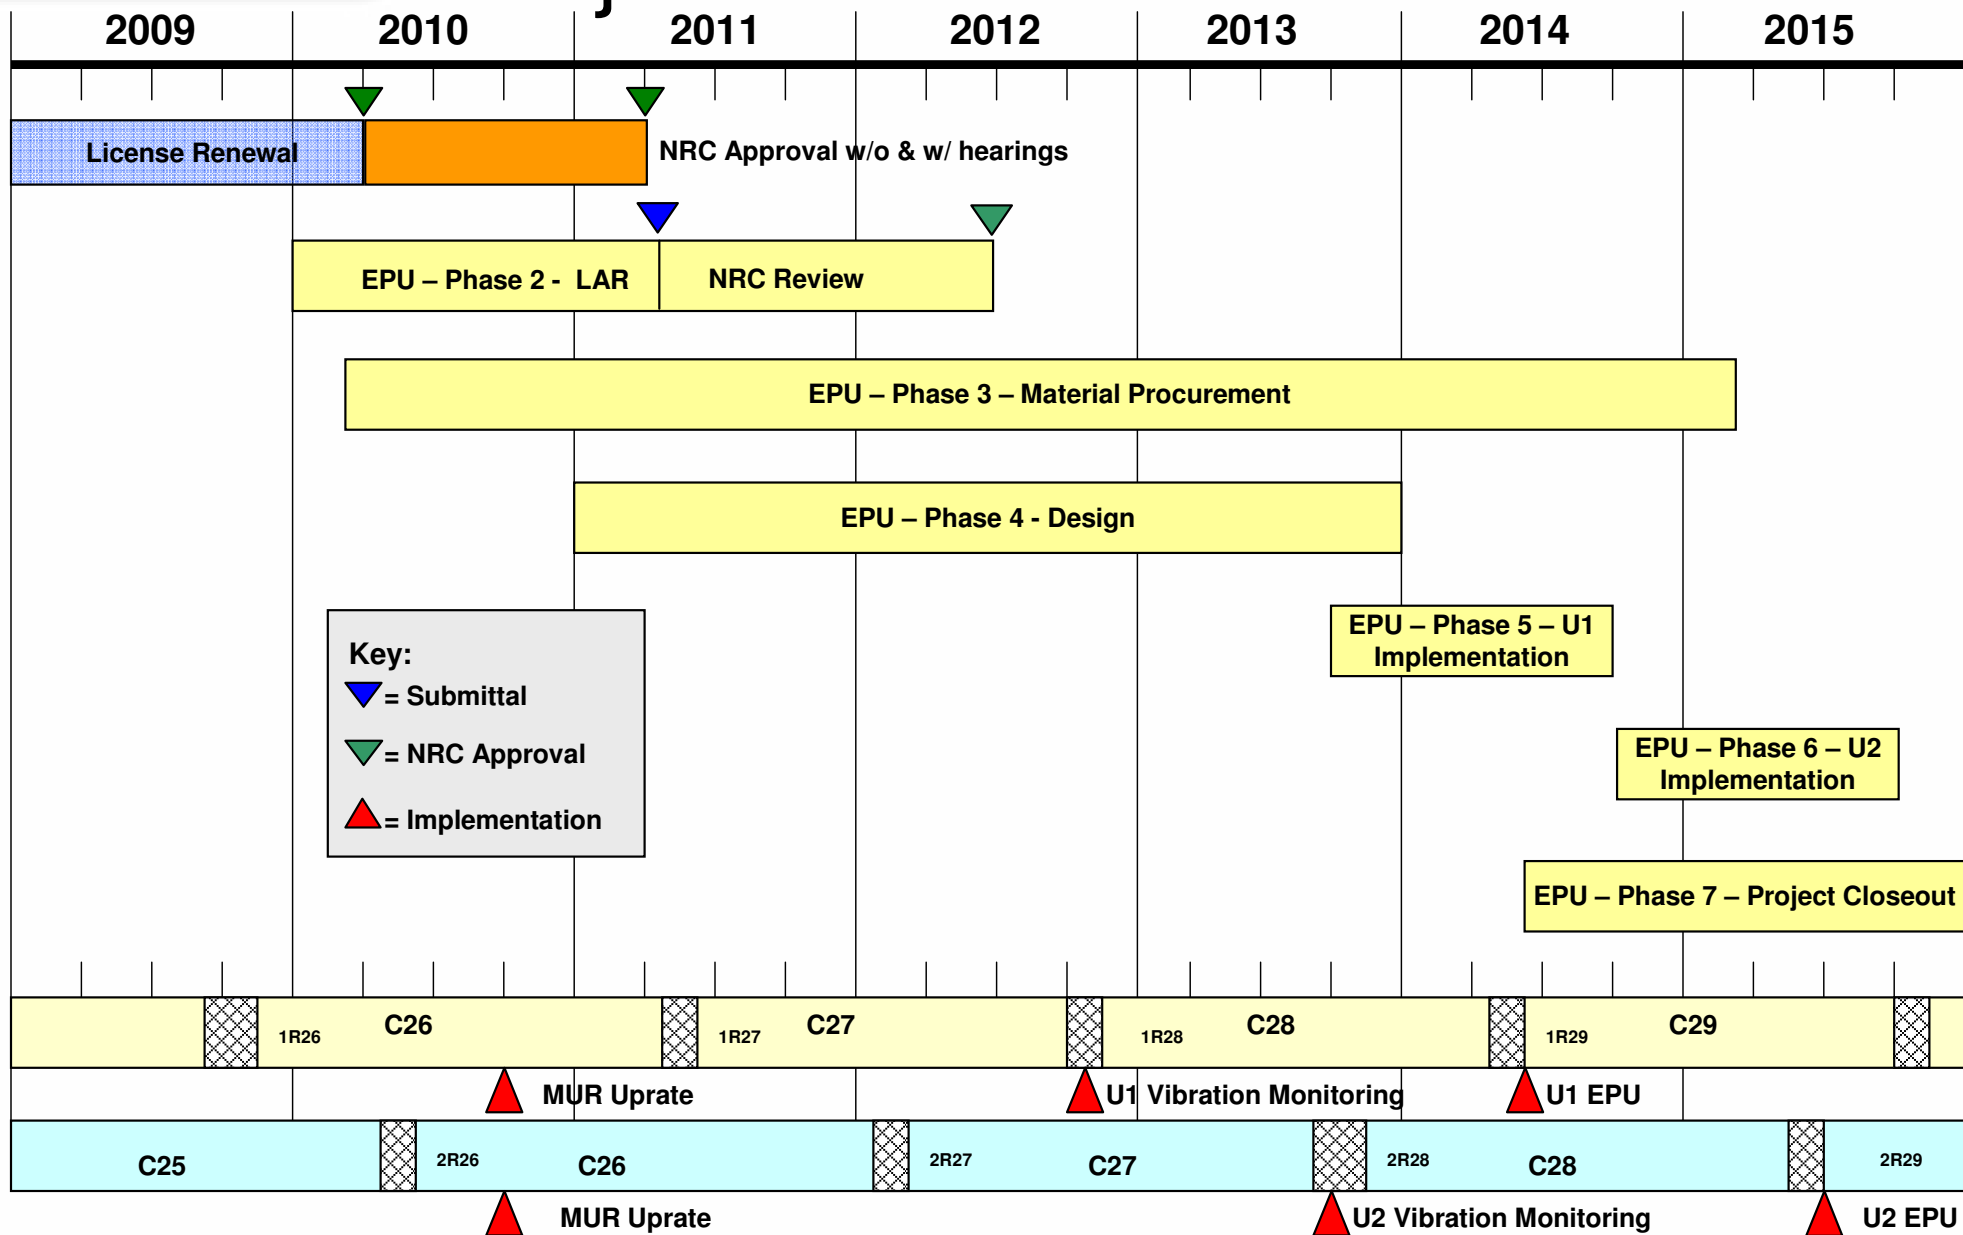 2009 2010 2011 2012 2013 2014 2015
License Renewal
NRC Approval w/o & w/ hearings
EPU – Phase 2 - LAR
NRC Review
EPU – Phase 3 – Material Procurement
EPU – Phase 4 - Design
EPU – Phase 5 – U1
Implementation
Key:
= Submittal
= NRC Approval
= Implementation
EPU – Phase 6 – U2
Implementation
EPU – Phase 7 – Project Closeout
1R26 C26 1R27 C27 1R28 C28 1R29 C29
MUR Uprate
U1 Vibration Monitoring
U1 EPU
C25 2R26 C26 2R27 C27 2R28 C28 2R29
MUR Uprate
U2 Vibration Monitoring
U2 EPU